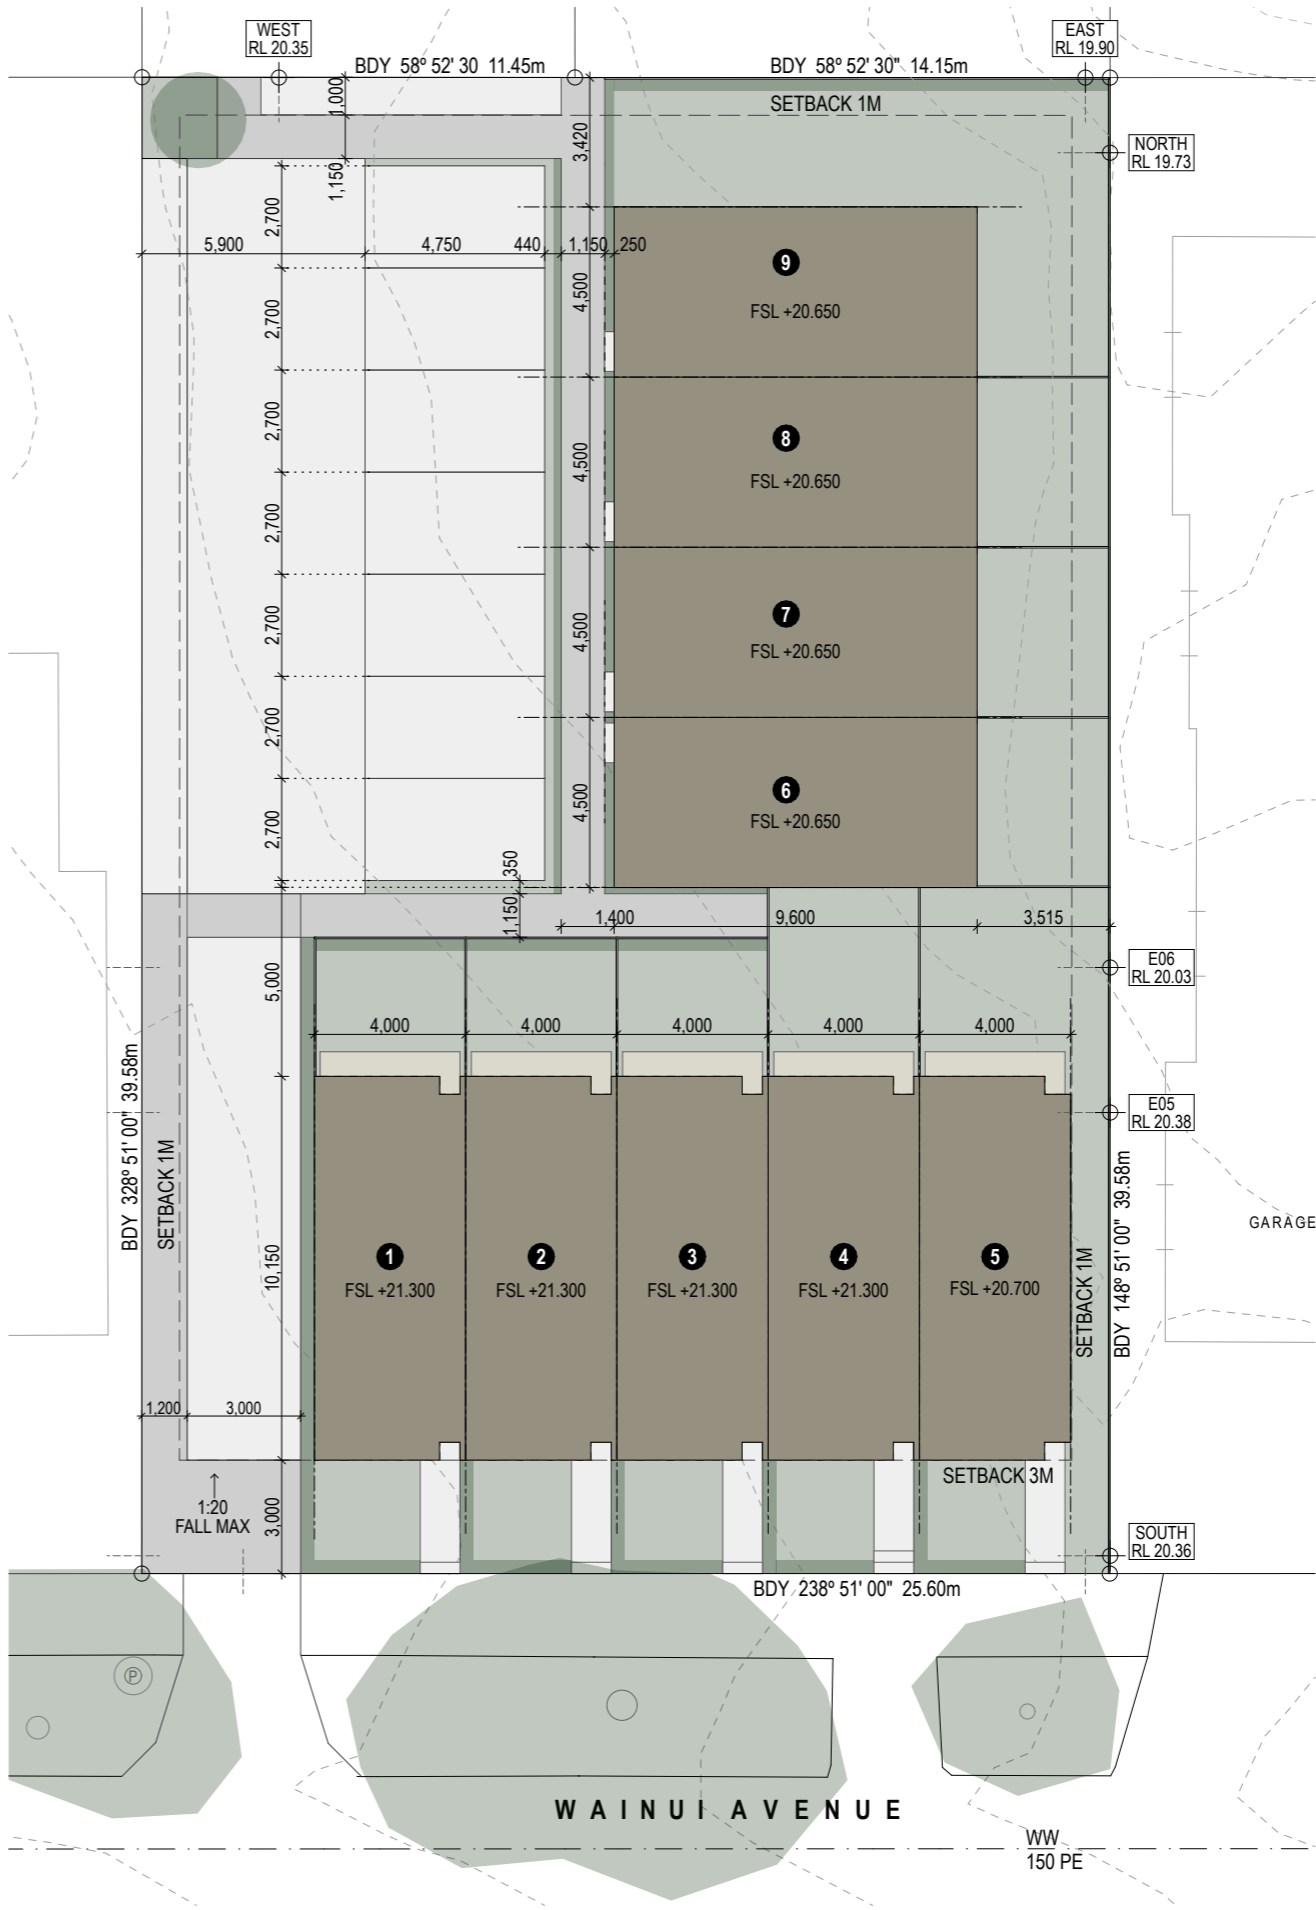 WEST
RL 20.35
EAST
RL 19.90
BDY 58º 52' 30 11.45m
BDY 58º 52' 30" 14.15m
SETBACK 1M
1,000
3,420
NORTH
RL 19.73
1,150
2,700
5,900
4,750
440
1,150
250
9
FSL +20.650
4,500
2,700
2,700
8
FSL +20.650
4,500
2,700
2,700
7
FSL +20.650
4,500
2,700
2,700
6
FSL +20.650
4,500
350
1,150
1,400
9,600
3,515
E06
RL 20.03
5,000
4,000
4,000
4,000
4,000
4,000
E05
RL 20.38
BDY 328º 51' 00" 39.58m
SETBACK 1M
10,150
1
FSL +21.300
2
FSL +21.300
3
FSL +21.300
4
FSL +21.300
5
FSL +20.700
SETBACK 1M
BDY 148º 51' 00" 39.58m
GARAGE
1,200
3,000
SETBACK 3M
1:20
FALL MAX
3,000
SOUTH
RL 20.36
BDY 238º 51' 00" 25.60m
P
WAINUI AVENUE
WW
150 PE